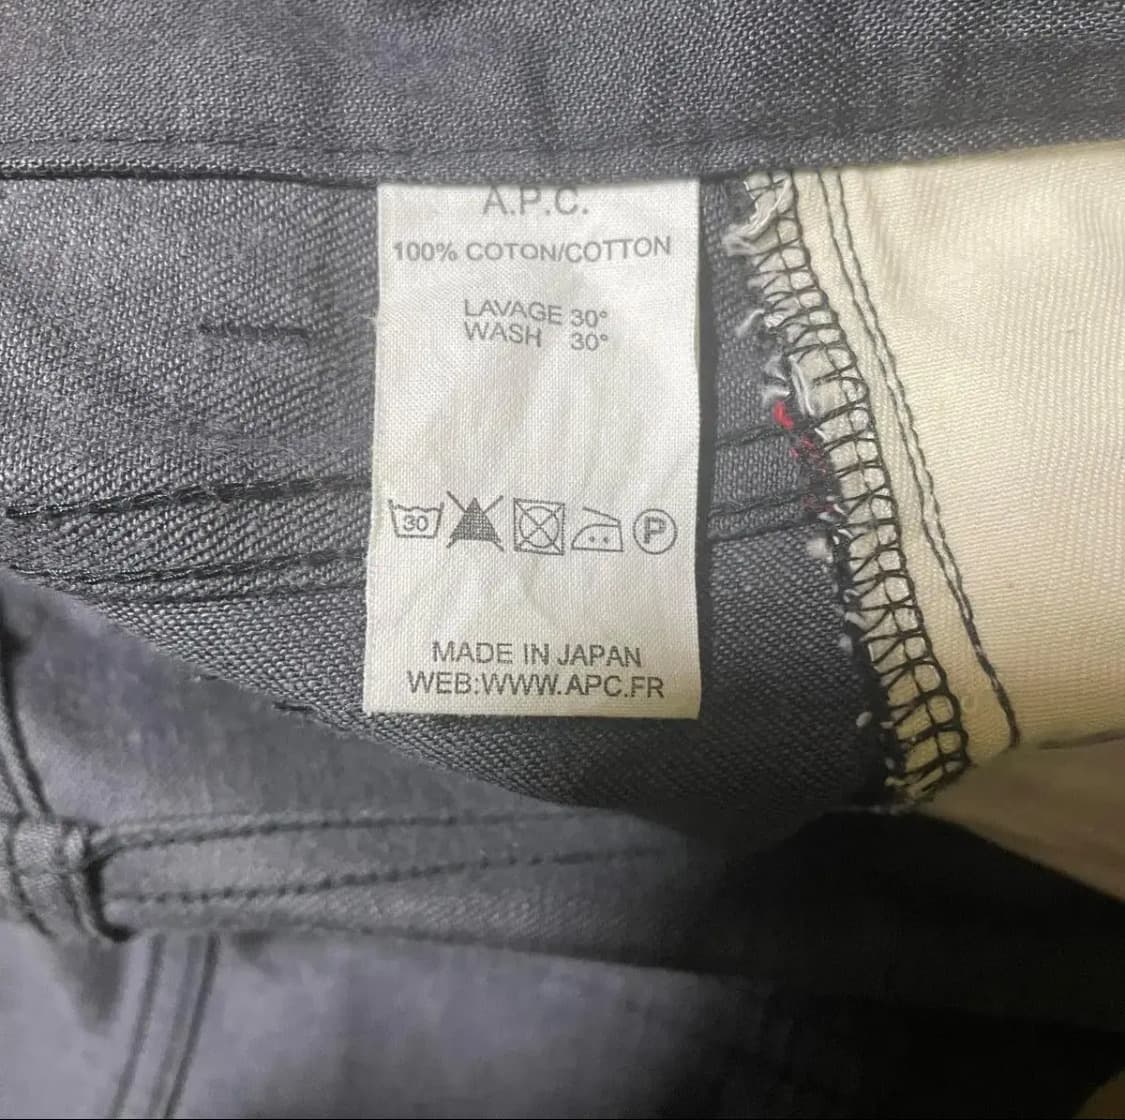 A.P.C.
100% COTON/COTTON
LAVAGE 30°
WASH 30°
30 P
MADE IN JAPAN
WEB:WWW.APC.FR